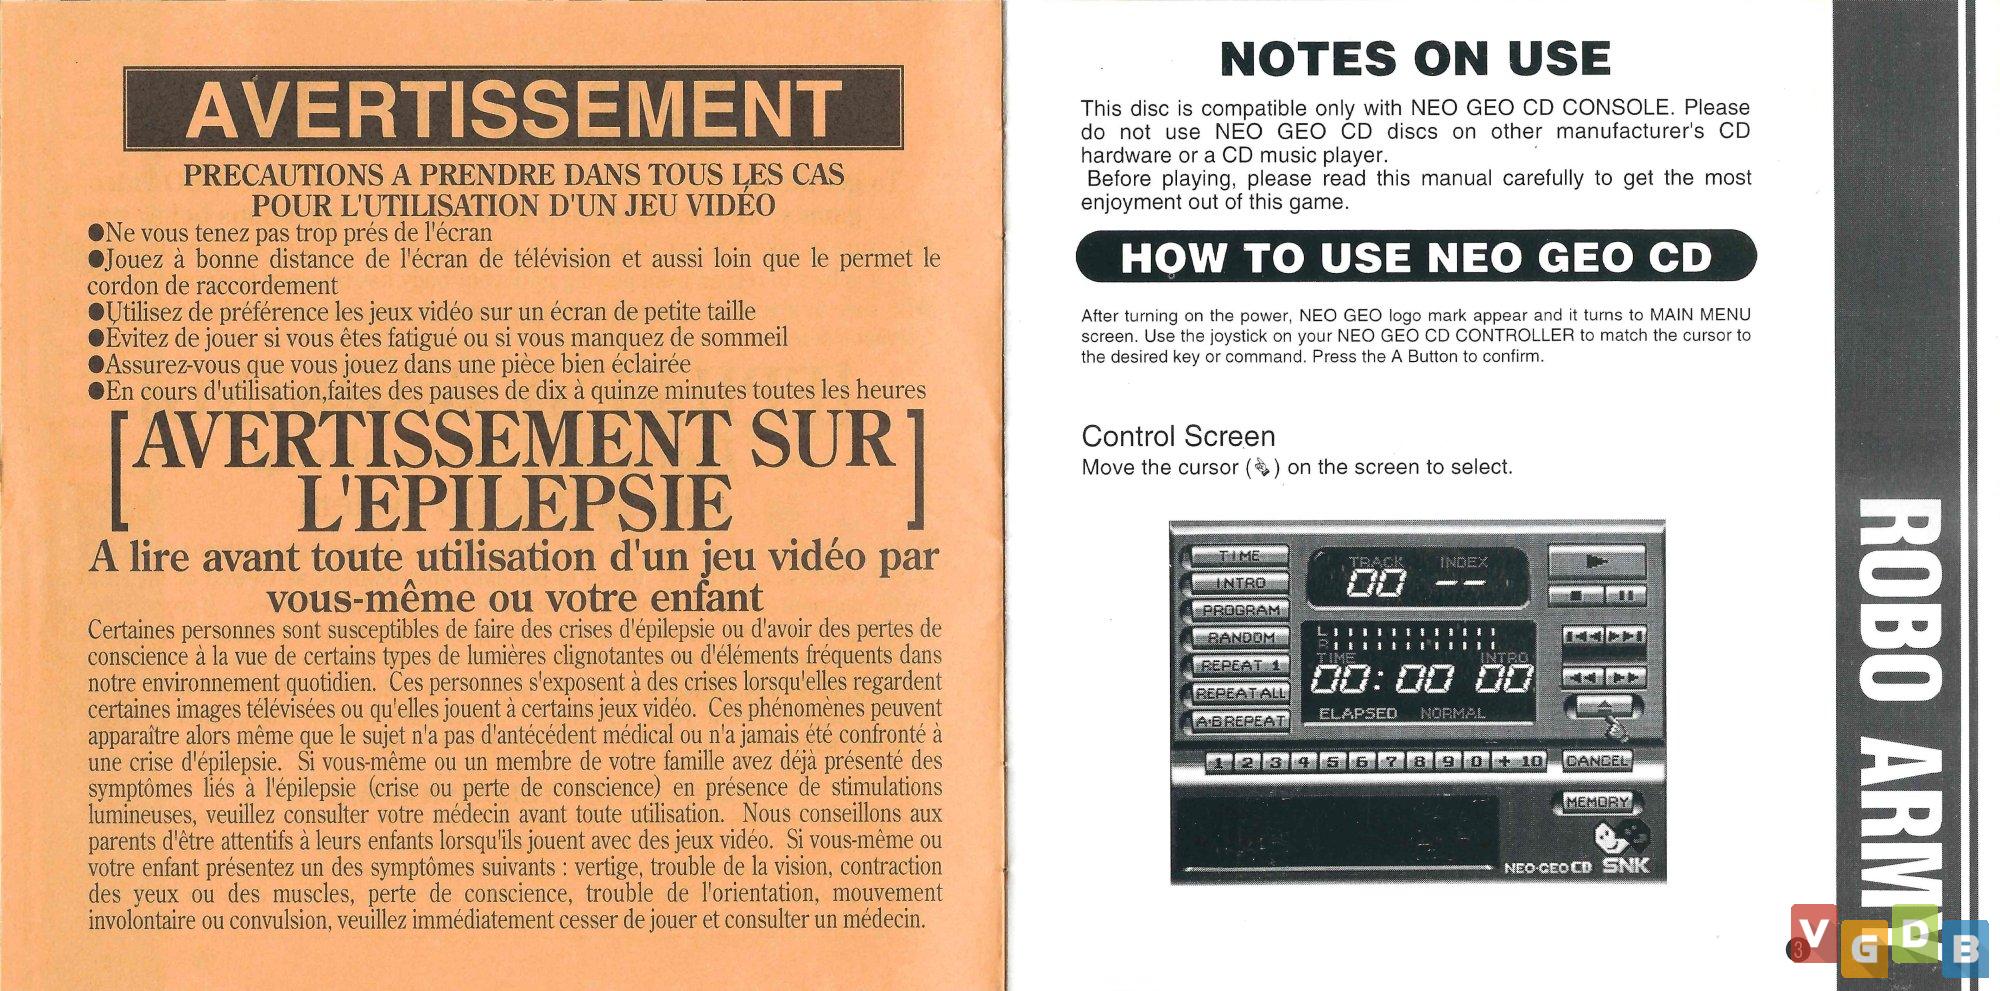 AVERTISSEMENT
PRECAUTIONS A PRENDRE DANS TOUS LES CAS
POUR L'UTILISATION D'UN JEU VIDÉO
●Ne vous tenez pas trop prés de l'écran
●Jouez à bonne distance de l'écran de télévision et aussi loin que le permet le
cordon de raccordement
●Utilisez de préférence les jeux vidéo sur un écran de petite taille
●Évitez de jouer si vous êtes fatigué ou si vous manquez de sommeil
●Assurez-vous que vous jouez dans une pièce bien éclairée
●En cours d'utilisation,faites des pauses de dix à quinze minutes toutes les heures
[AVERTISSEMENT SUR
L'EPILEPSIE]
A lire avant toute utilisation d'un jeu vidéo par
vous-même ou votre enfant
Certaines personnes sont susceptibles de faire des crises d'épilepsie ou d'avoir des pertes de
conscience à la vue de certains types de lumières clignotantes ou d'éléments fréquents dans
notre environnement quotidien. Ces personnes s'exposent à des crises lorsqu'elles regardent
certaines images télévisées ou qu'elles jouent à certains jeux vidéo. Ces phénomènes peuvent
apparaître alors même que le sujet n'a pas d'antécédent médical ou n'a jamais été confronté à
une crise d'épilepsie. Si vous-même ou un membre de votre famille avez déjà présenté des
symptômes liés à l'épilepsie (crise ou perte de conscience) en présence de stimulations
lumineuses, veuillez consulter votre médecin avant toute utilisation. Nous conseillons aux
parents d'être attentifs à leurs enfants lorsqu'ils jouent avec des jeux vidéo. Si vous-même ou
votre enfant présentez un des symptômes suivants : vertige, trouble de la vision, contraction
des yeux ou des muscles, perte de conscience, trouble de l'orientation, mouvement
involontaire ou convulsion, veuillez immédiatement cesser de jouer et consulter un médecin.
NOTES ON USE
This disc is compatible only with NEO GEO CD CONSOLE. Please
do not use NEO GEO CD discs on other manufacturer's CD
hardware or a CD music player.
Before playing, please read this manual carefully to get the most
enjoyment out of this game.
HOW TO USE NEO GEO CD
After turning on the power, NEO GEO logo mark appear and it turns to MAIN MENU
screen. Use the joystick on your NEO GEO CD CONTROLLER to match the cursor to
the desired key or command. Press the A Button to confirm.
Control Screen
Move the cursor ( ) on the screen to select.
TIME
INTRO
PROGRAM
RANDOM
REPEAT 1
REPEAT ALL
A-B REPEAT
TRACK INDEX
00 --
L
R
TIME INTRO
00:00 00
ELAPSED NORMAL
1 2 3 4 5 6 7 8 9 0 + 10 CANCEL
MEMORY
NEO·GEO CD SNK
ROBO ARM
3
VGDB